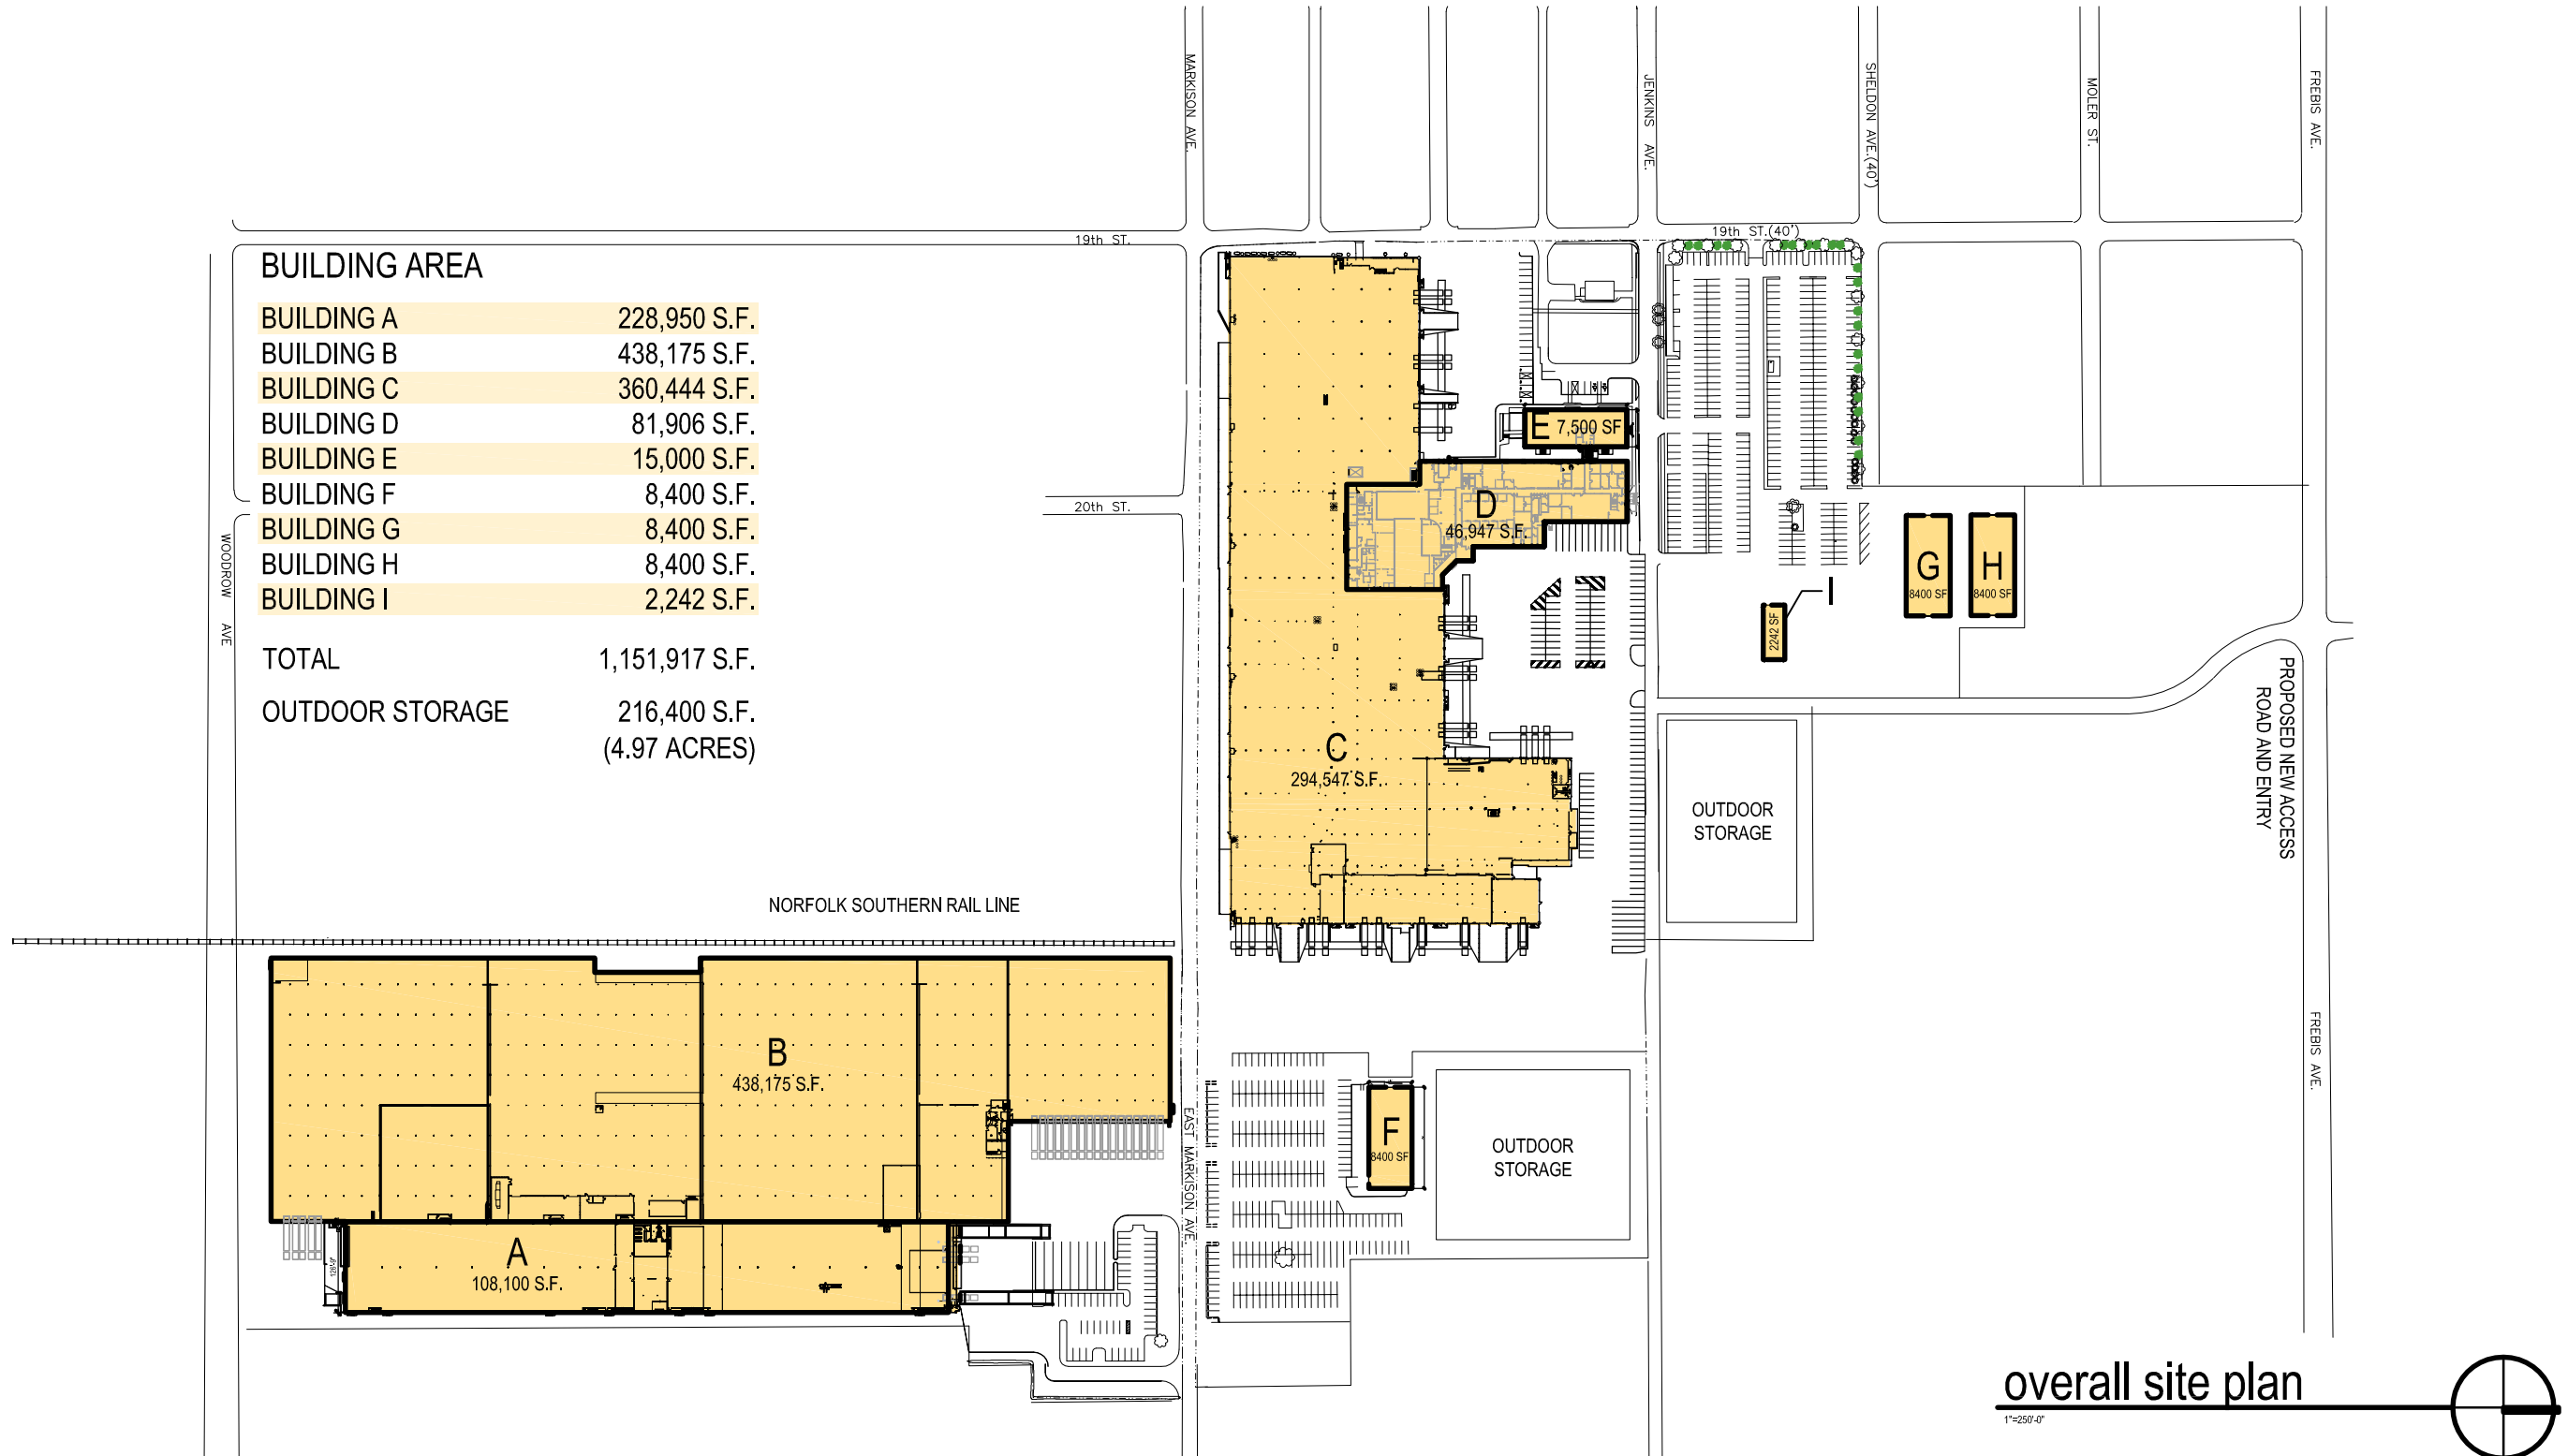 MARKISON AVE.
JENKINS AVE.
SHELDON AVE.(40')
MOLER ST.
FREBIS AVE.
19th ST.
19th ST.(40')
BUILDING AREA
BUILDING A 228,950 S.F.
BUILDING B 438,175 S.F.
BUILDING C 360,444 S.F.
BUILDING D 81,906 S.F.
BUILDING E 15,000 S.F.
BUILDING F 8,400 S.F.
BUILDING G 8,400 S.F.
BUILDING H 8,400 S.F.
BUILDING I 2,242 S.F.
TOTAL 1,151,917 S.F.
OUTDOOR STORAGE 216,400 S.F.
(4.97 ACRES)
WOODROW AVE
20th ST.
E 7,500 SF
D
46,947 S.F.
G
8400 SF
H
8400 SF
I
2242 SF
PROPOSED NEW ACCESS
ROAD AND ENTRY
C
294,547 S.F.
OUTDOOR
STORAGE
NORFOLK SOUTHERN RAIL LINE
B
438,175 S.F.
EAST MARKISON AVE.
F
8400 SF
OUTDOOR
STORAGE
FREBIS AVE.
A
108,100 S.F.
overall site plan
1"=250'-0"